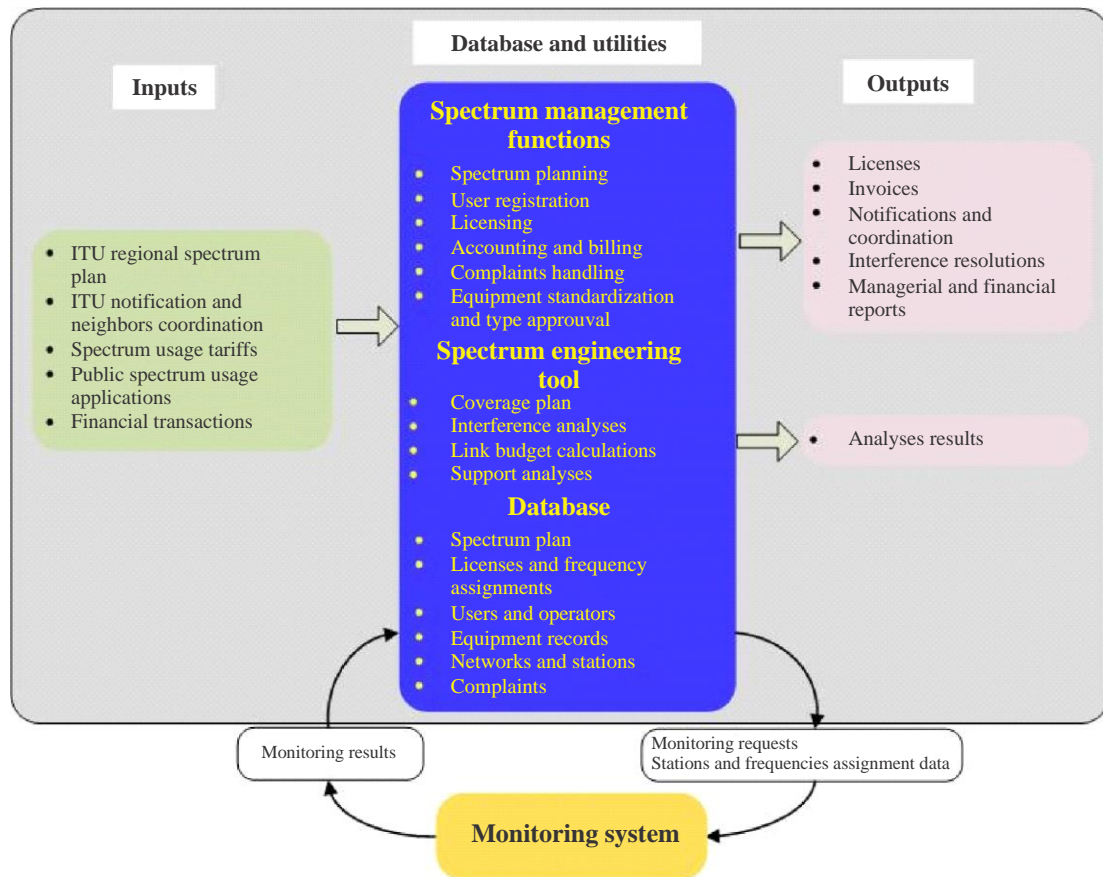 Database and utilities
Inputs
Outputs
ITU regional spectrum
plan
ITU notification and
neighbors coordination
Spectrum usage tariffs
Public spectrum usage
applications
Financial transactions
Spectrum management
functions
Spectrum planning
User registration
Licensing
Accounting and billing
Complaints handling
Equipment standardization
and type approuval
Spectrum engineering
tool
Coverage plan
Interference analyses
Link budget calculations
Support analyses
Database
Spectrum plan
Licenses and frequency
assignments
Users and operators
Equipment records
Networks and stations
Complaints
Licenses
Invoices
Notifications and
coordination
Interference resolutions
Managerial and financial
reports
Analyses results
Monitoring results
Monitoring requests
Stations and frequencies assignment data
Monitoring system